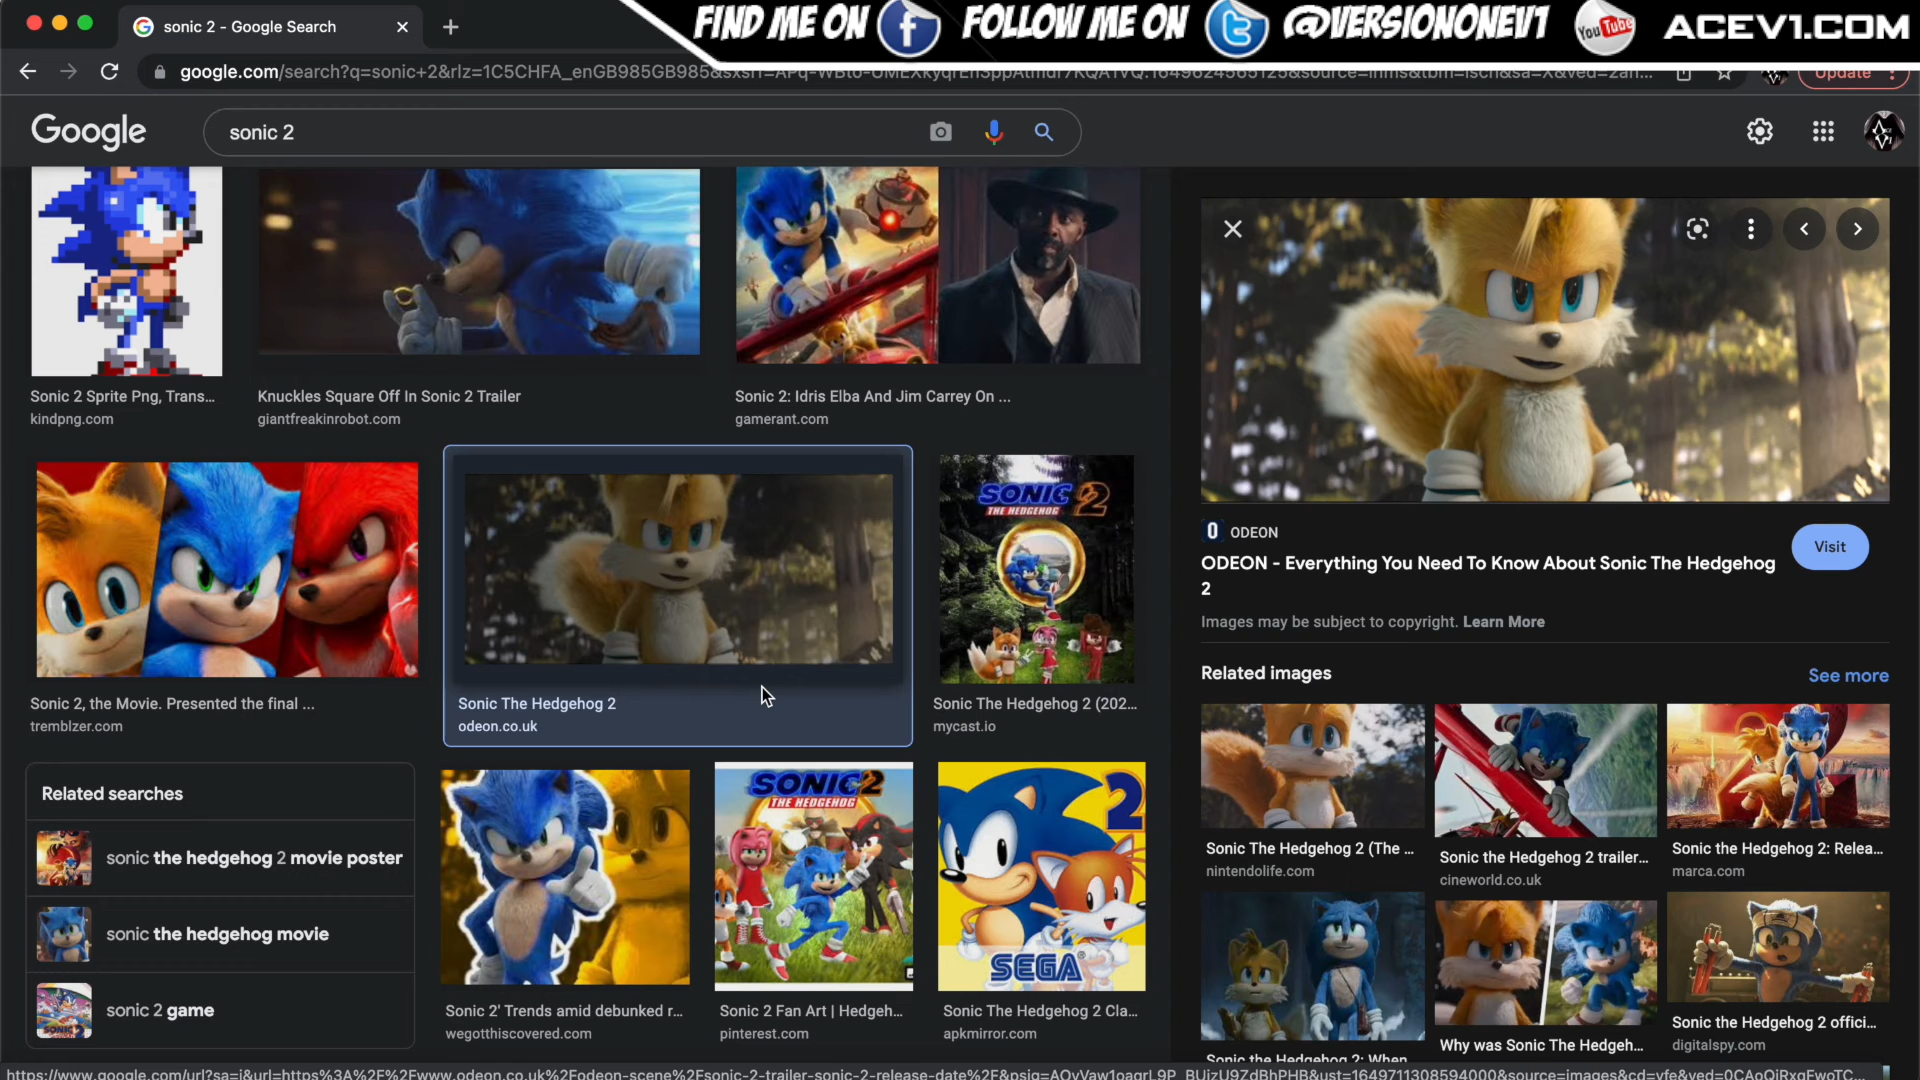 sonic 2 - Google Search
FIND ME ON
FOLLOW ME ON
@VERSIONONEV1
You Tube
ACEV1.COM
Update
Google
sonic 2
Sonic 2 Sprite Png, Trans...
kindpng.com
Knuckles Square Off In Sonic 2 Trailer
giantfreakinrobot.com
Sonic 2: Idris Elba And Jim Carrey On ...
gamerant.com
Sonic 2, the Movie. Presented the final ...
tremblzer.com
Sonic The Hedgehog 2
odeon.co.uk
SONIC 2
THE HEDGEHOG
Sonic The Hedgehog 2 (202...
mycast.io
Related searches
sonic the hedgehog 2 movie poster
sonic the hedgehog movie
sonic 2 game
Sonic 2' Trends amid debunked r...
wegotthiscovered.com
SONIC 2
THE HEDGEHOG
Sonic 2 Fan Art | Hedgeh...
pinterest.com
2
SEGA
Sonic The Hedgehog 2 Cla...
apkmirror.com
ODEON
Visit
ODEON - Everything You Need To Know About Sonic The Hedgehog
2
Images may be subject to copyright. Learn More
Related images
See more
Sonic The Hedgehog 2 (The ...
nintendolife.com
Sonic the Hedgehog 2 trailer...
cineworld.co.uk
Sonic the Hedgehog 2: Relea...
marca.com
Sonic the Hedgehog 2: When
Why was Sonic The Hedgeh...
Sonic the Hedgehog 2 offici...
digitalspy.com